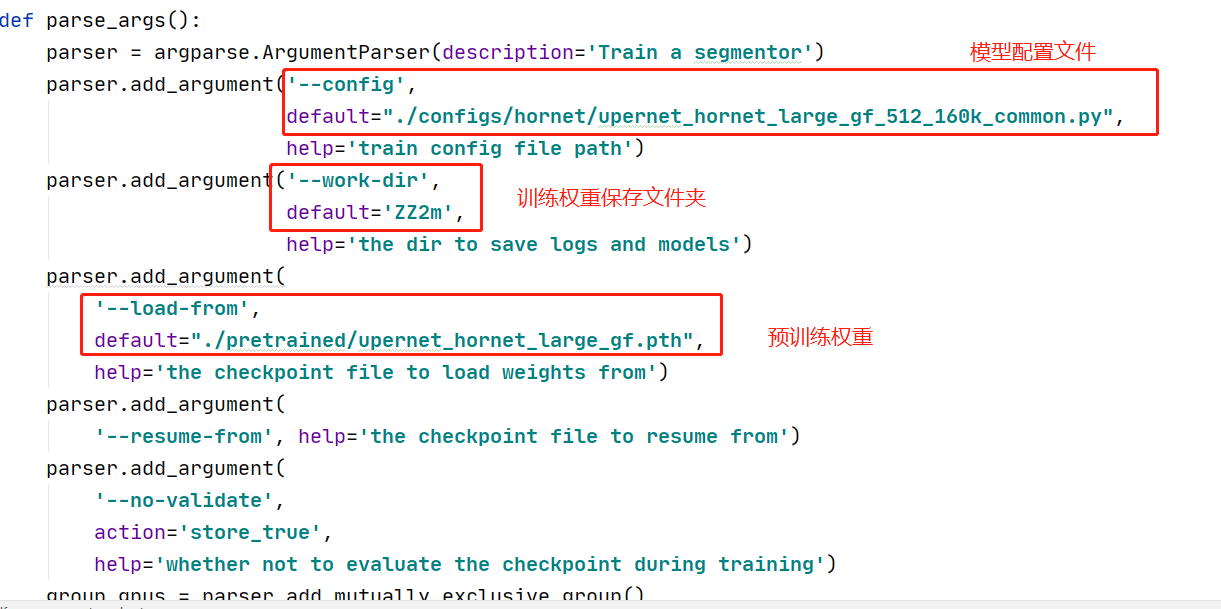 def parse_args():
parser = argparse.ArgumentParser(description='Train a segmentor')
模型配置文件
parser.add_argument('--config',
default="./configs/hornet/upernet_hornet_large_gf_512_160k_common.py",
help='train config file path')
parser.add_argument('--work-dir',
训练权重保存文件夹
default='ZZ2m',
help='the dir to save logs and models')
parser.add_argument(
'--load-from',
default="./pretrained/upernet_hornet_large_gf.pth",
预训练权重
help='the checkpoint file to load weights from')
parser.add_argument(
'--resume-from', help='the checkpoint file to resume from')
parser.add_argument(
'--no-validate',
action='store_true',
help='whether not to evaluate the checkpoint during training')
group_gpus = parser.add_mutually_exclusive_group()